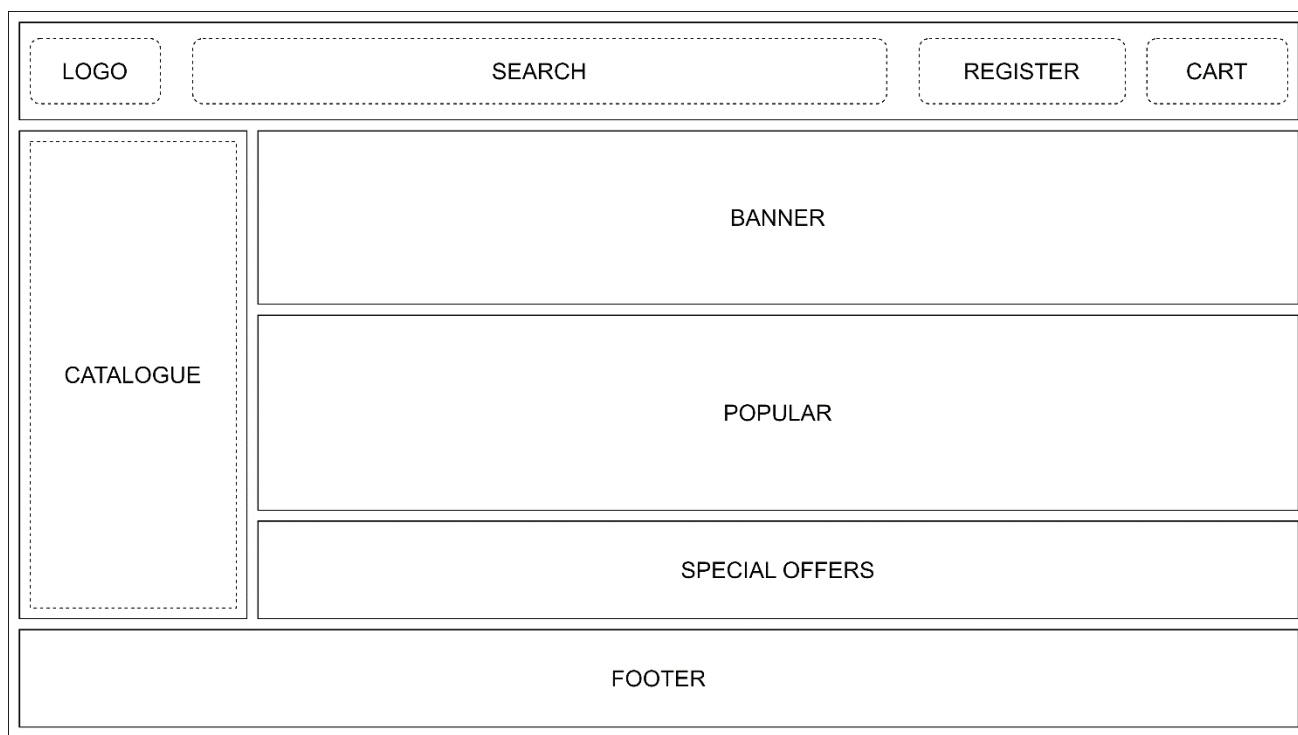 LOGO
SEARCH
REGISTER
CART
CATALOGUE
BANNER
POPULAR
SPECIAL OFFERS
FOOTER